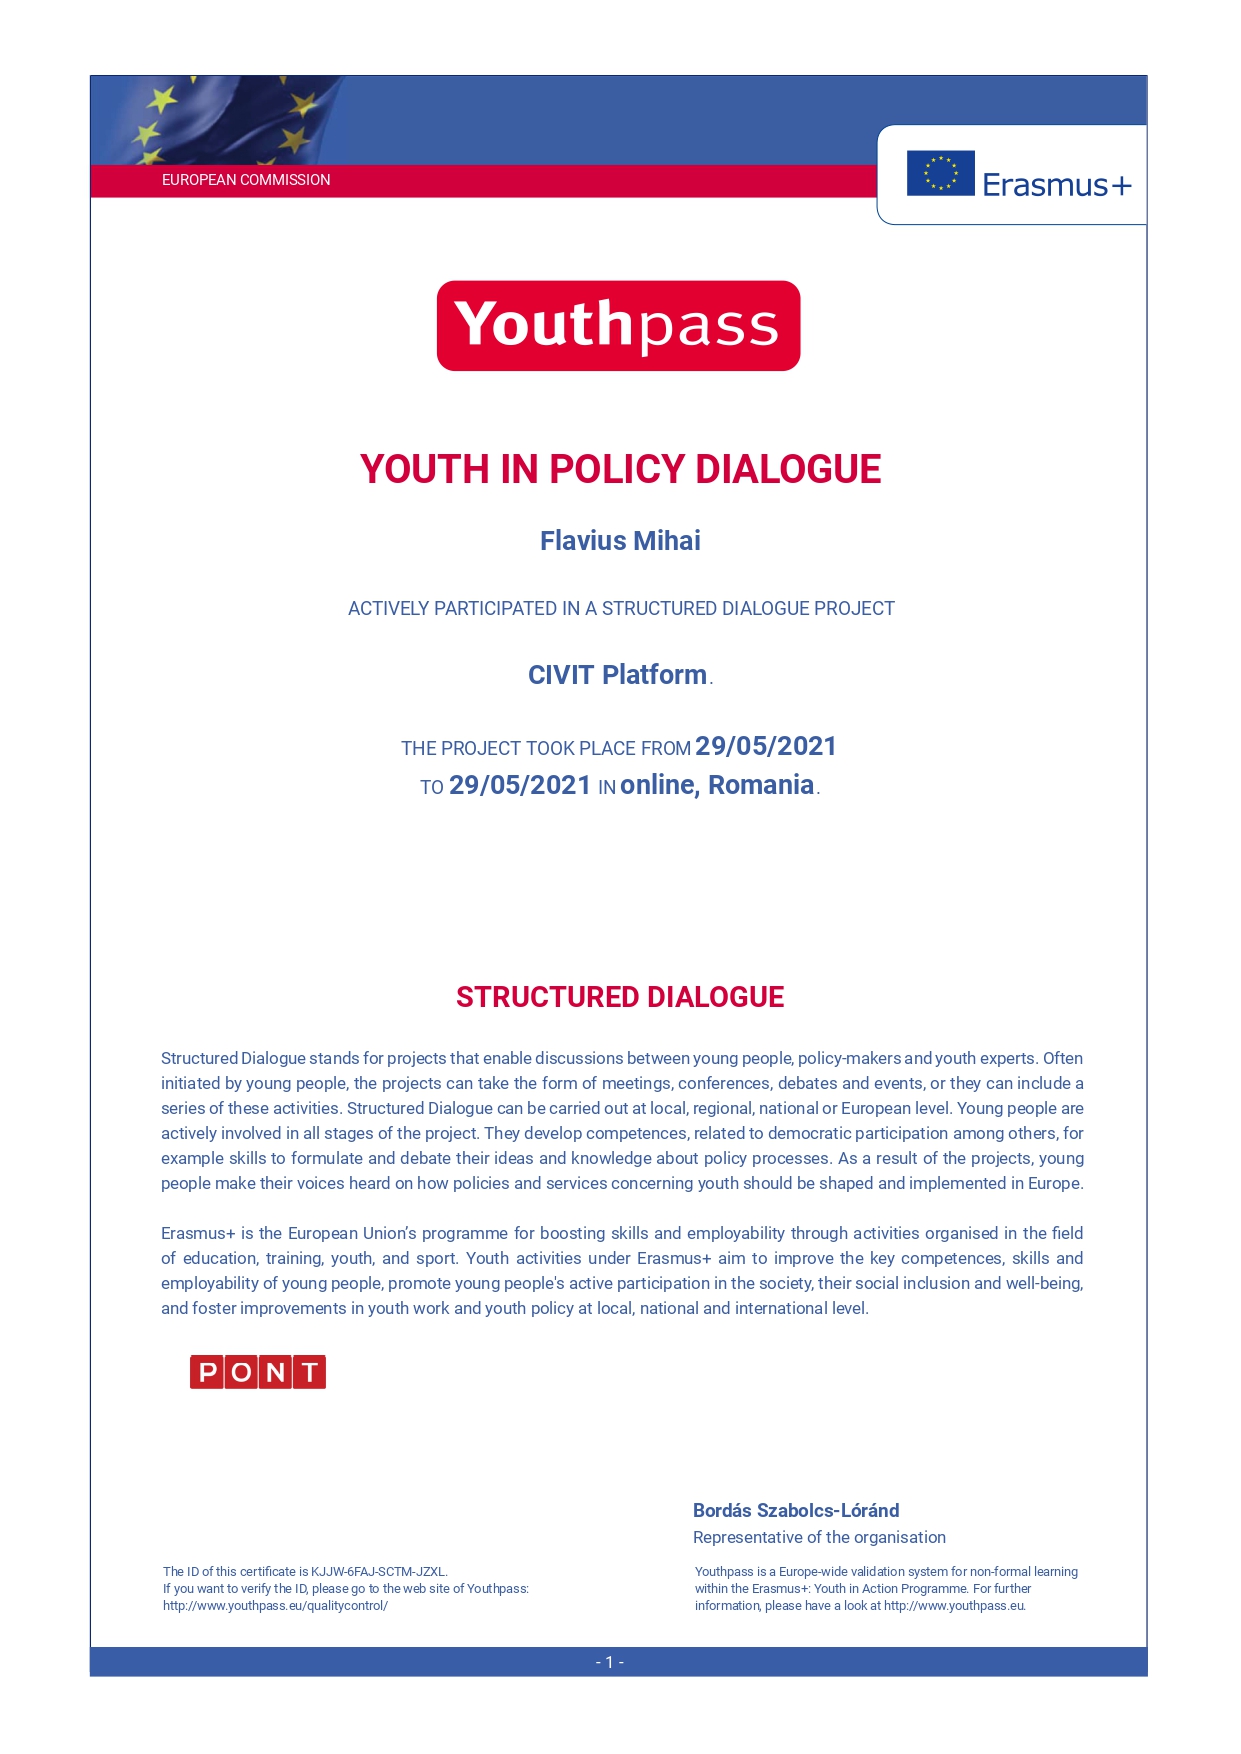 EUROPEAN COMMISSION
Erasmus+
Youthpass
YOUTH IN POLICY DIALOGUE
Flavius Mihai
ACTIVELY PARTICIPATED IN A STRUCTURED DIALOGUE PROJECT
CIVIT Platform.
THE PROJECT TOOK PLACE FROM 29/05/2021
TO 29/05/2021 IN online, Romania.
STRUCTURED DIALOGUE
Structured Dialogue stands for projects that enable discussions between young people, policy-makers and youth experts. Often
initiated by young people, the projects can take the form of meetings, conferences, debates and events, or they can include a
series of these activities. Structured Dialogue can be carried out at local, regional, national or European level. Young people are
actively involved in all stages of the project. They develop competences, related to democratic participation among others, for
example skills to formulate and debate their ideas and knowledge about policy processes. As a result of the projects, young
people make their voices heard on how policies and services concerning youth should be shaped and implemented in Europe.
Erasmus+ is the European Union’s programme for boosting skills and employability through activities organised in the field
of education, training, youth, and sport. Youth activities under Erasmus+ aim to improve the key competences, skills and
employability of young people, promote young people's active participation in the society, their social inclusion and well-being,
and foster improvements in youth work and youth policy at local, national and international level.
PONT
Bordás Szabolcs-Lóránd
Representative of the organisation
The ID of this certificate is KJJW-6FAJ-SCTM-JZXL.
If you want to verify the ID, please go to the web site of Youthpass:
http://www.youthpass.eu/qualitycontrol/
Youthpass is a Europe-wide validation system for non-formal learning
within the Erasmus+: Youth in Action Programme. For further
information, please have a look at http://www.youthpass.eu.
- 1 -